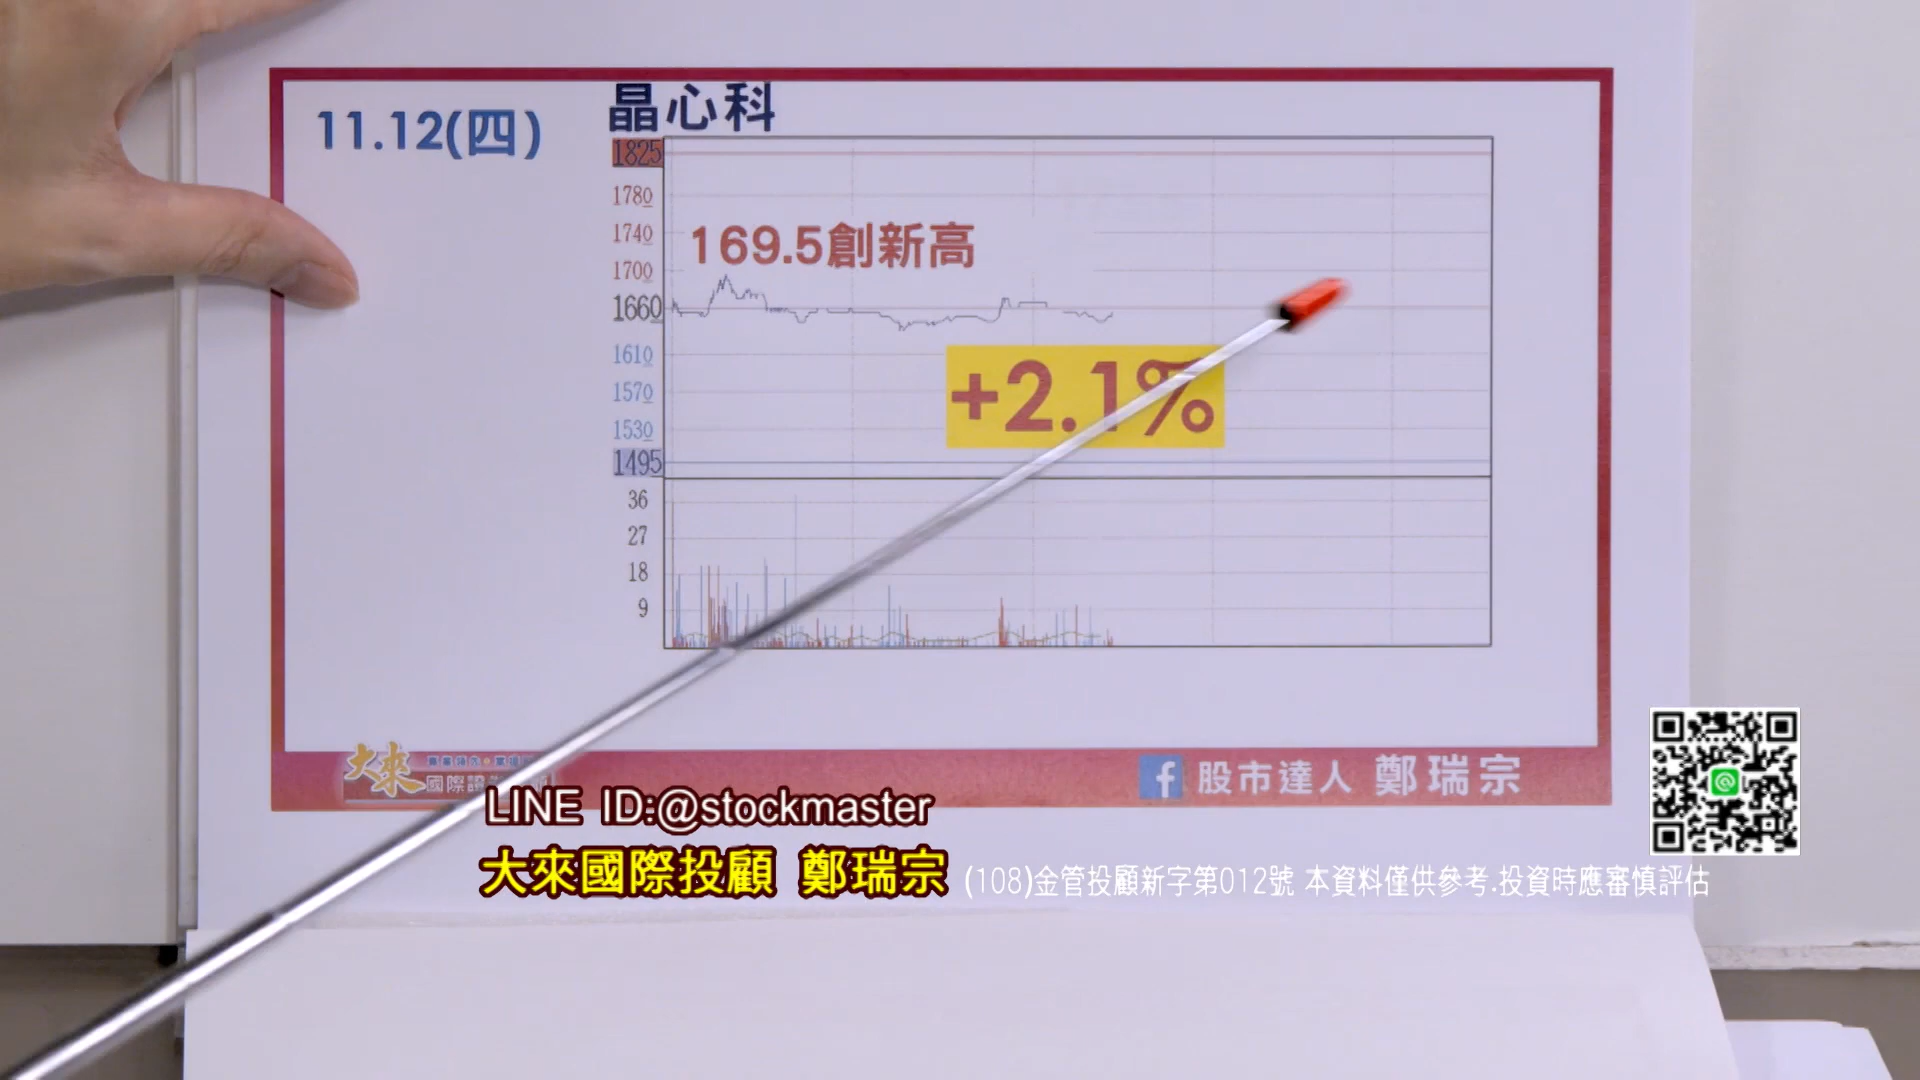 11.12(四)
晶心科
1825
1780
1740
1700
1660
1610
1570
1530
1495
169.5創新高
+2.1%
36
27
18
9
大來
國際
股市達人 鄭瑞宗
LINE ID:@stockmaster
大來國際投顧 鄭瑞宗 (108)金管投顧新字第012號 本資料僅供參考.投資時應審慎評估